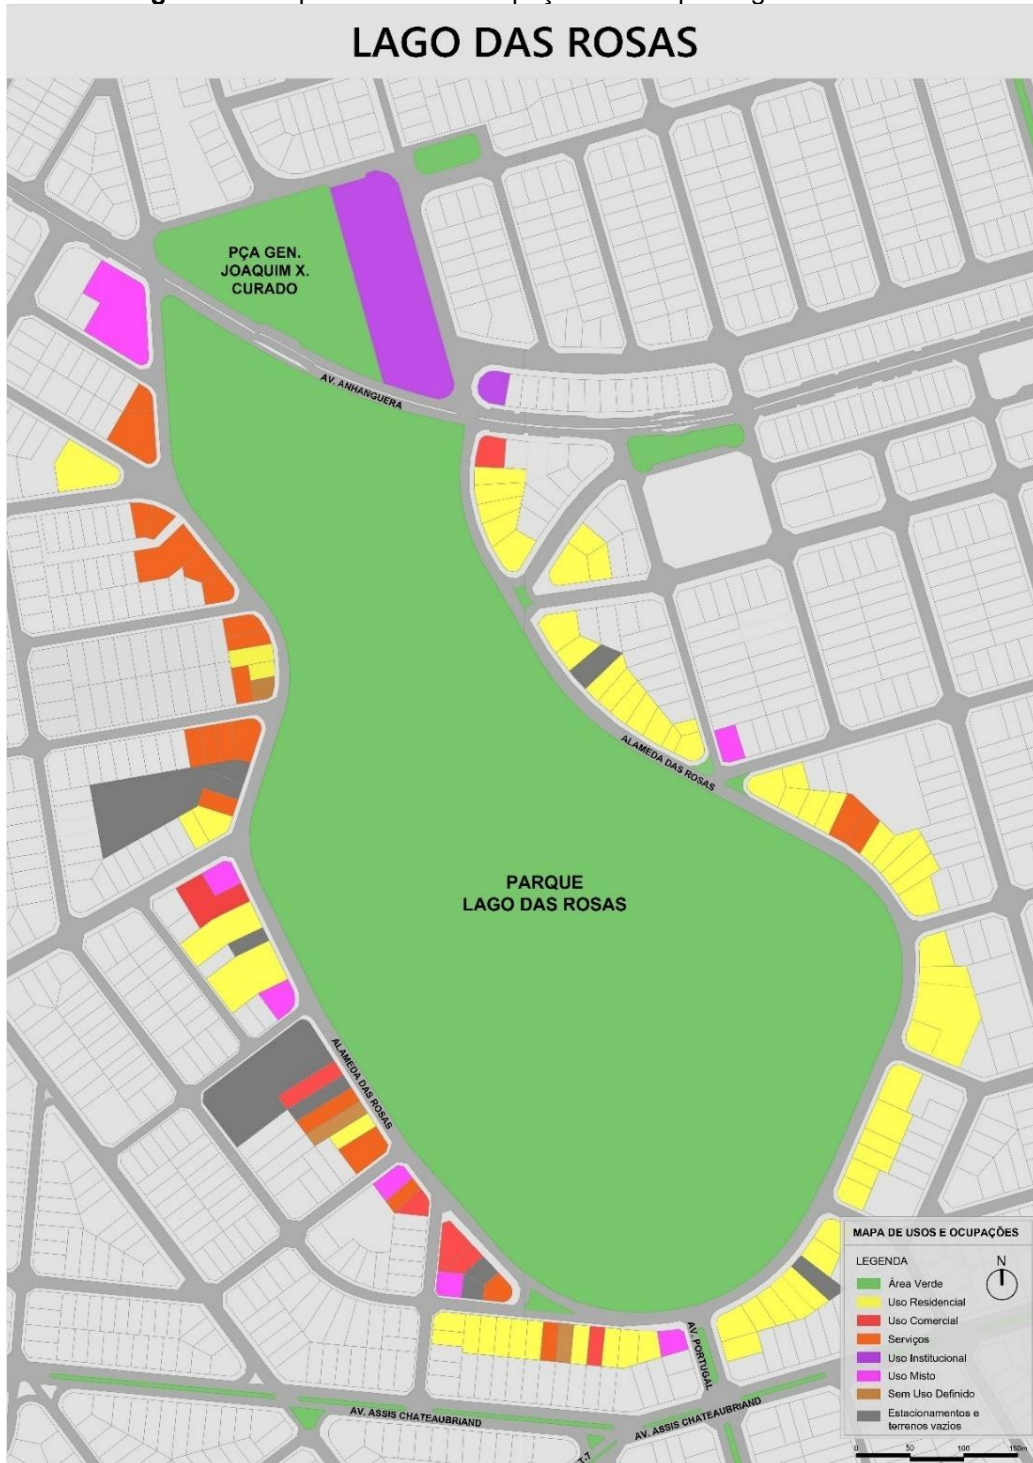 LAGO DAS ROSAS
PÇA GEN.
JOAQUIM X.
CURADO
AV. ANHANGUERA
ALAMEDA DAS ROSAS
PARQUE
LAGO DAS ROSAS
ALAMEDA DAS ROSAS
AV. PORTUGAL
AV. ASSIS CHATEAUBRIAND
AV. ASSIS CHATEAUBRIAND
T-7
MAPA DE USOS E OCUPAÇÕES
LEGENDA
N
Área Verde
Uso Residencial
Uso Comercial
Serviços
Uso Institucional
Uso Misto
Sem Uso Definido
Estacionamentos e
terrenos vazios
0 50 100 150m